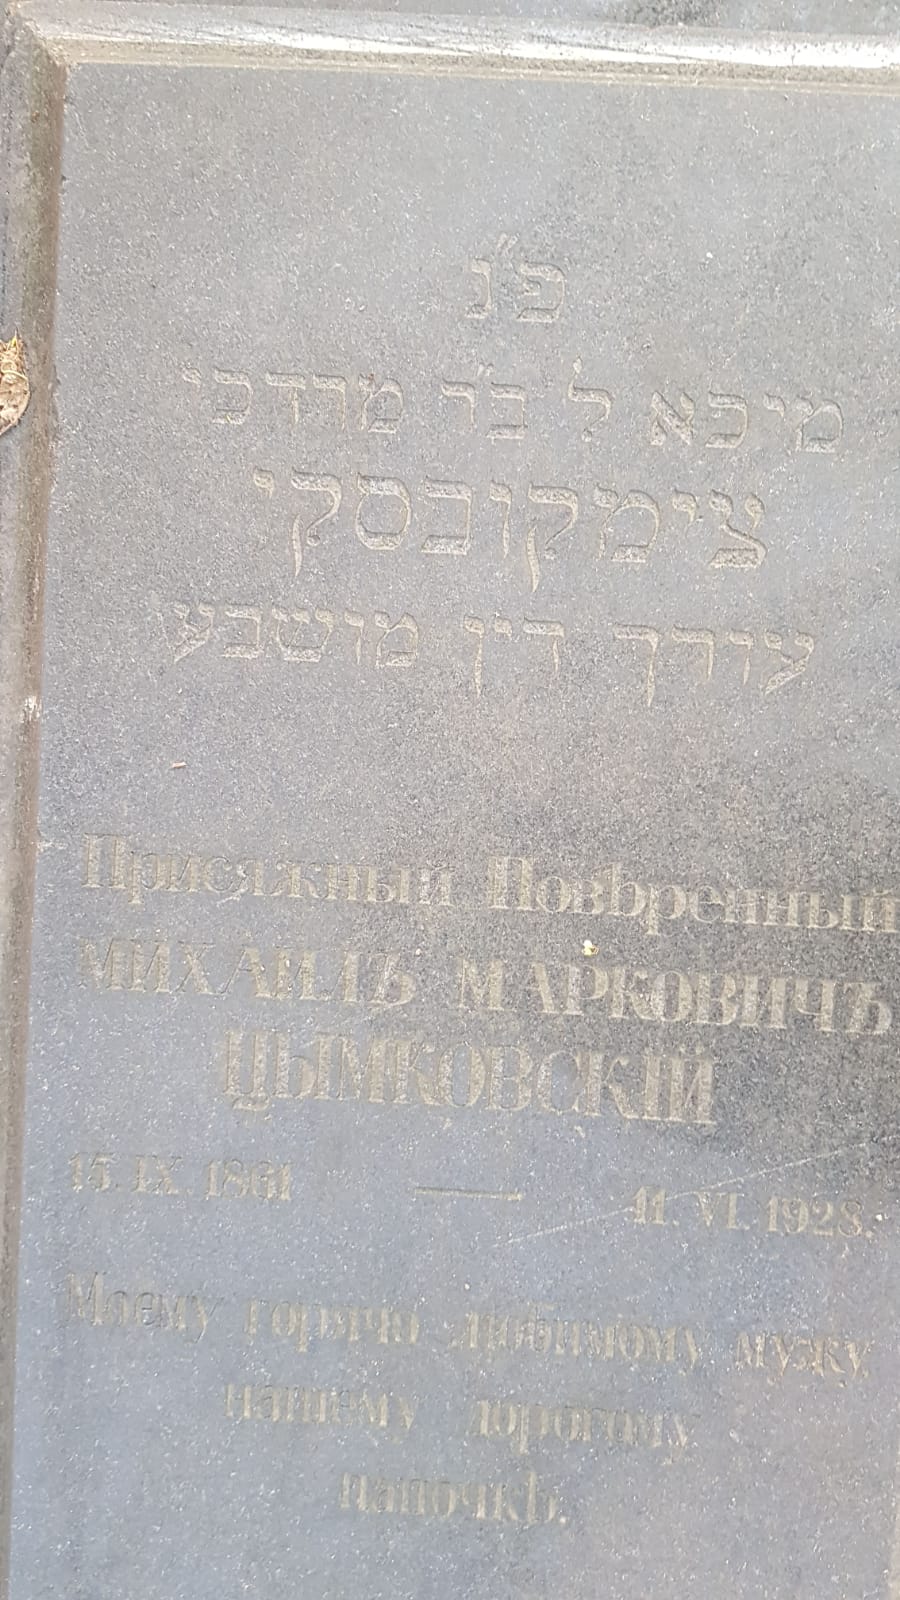 פ"נ
מיכאל ב"ר מרדכי
צימקובסקי
עורך דין מושבע
Присяжный Повѣренный
МИХАИЛЪ МАРКОВИЧЪ
ЦЫМКОВСКІЙ
15.IX.1861 — 11.VI.1928.
Моему горячо любимому мужу
нашему дорогому
папочкѣ.